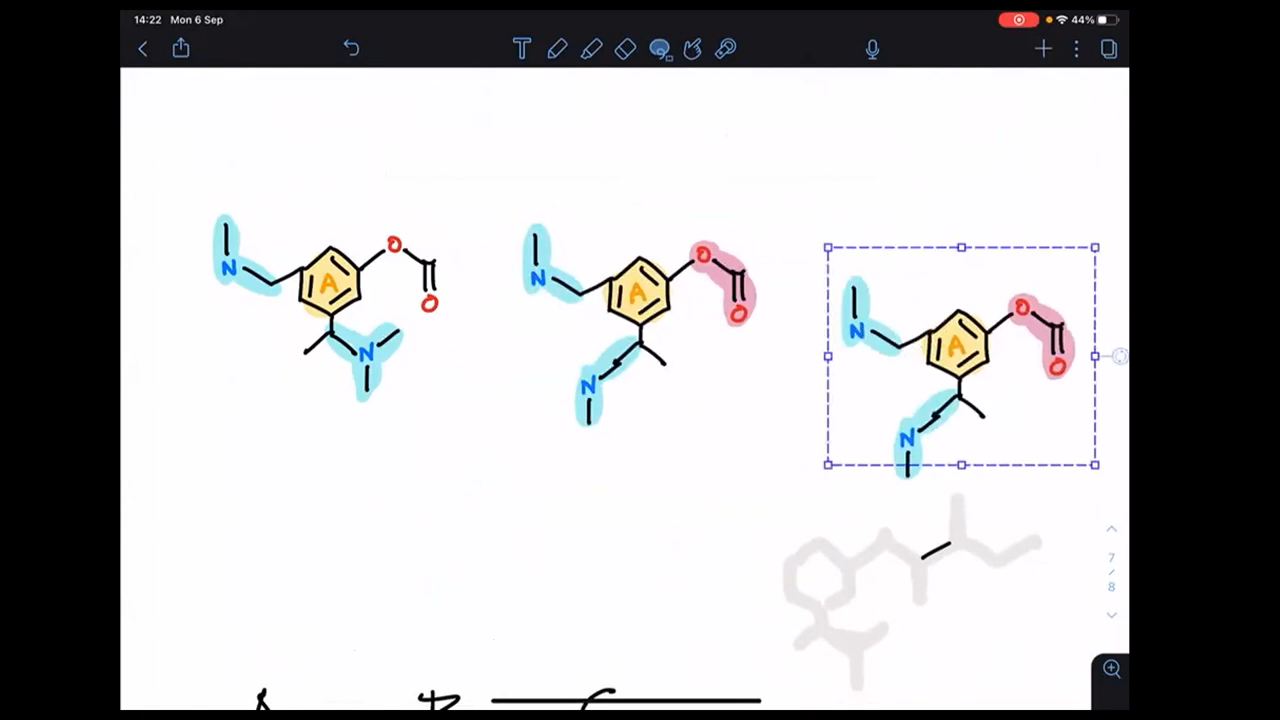 14:22 Mon 6 Sep 44%
T
O O O
N N N
A A A
O O O
N N N
7
/
8